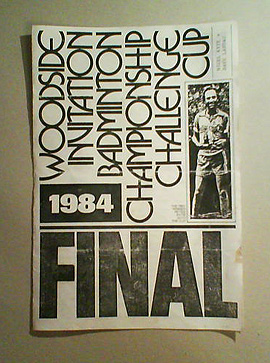 WOODSIDE
INVITATION
BADMINTON
CHAMPIONSHIP
CHALLENGE
CUP
1984
FINAL